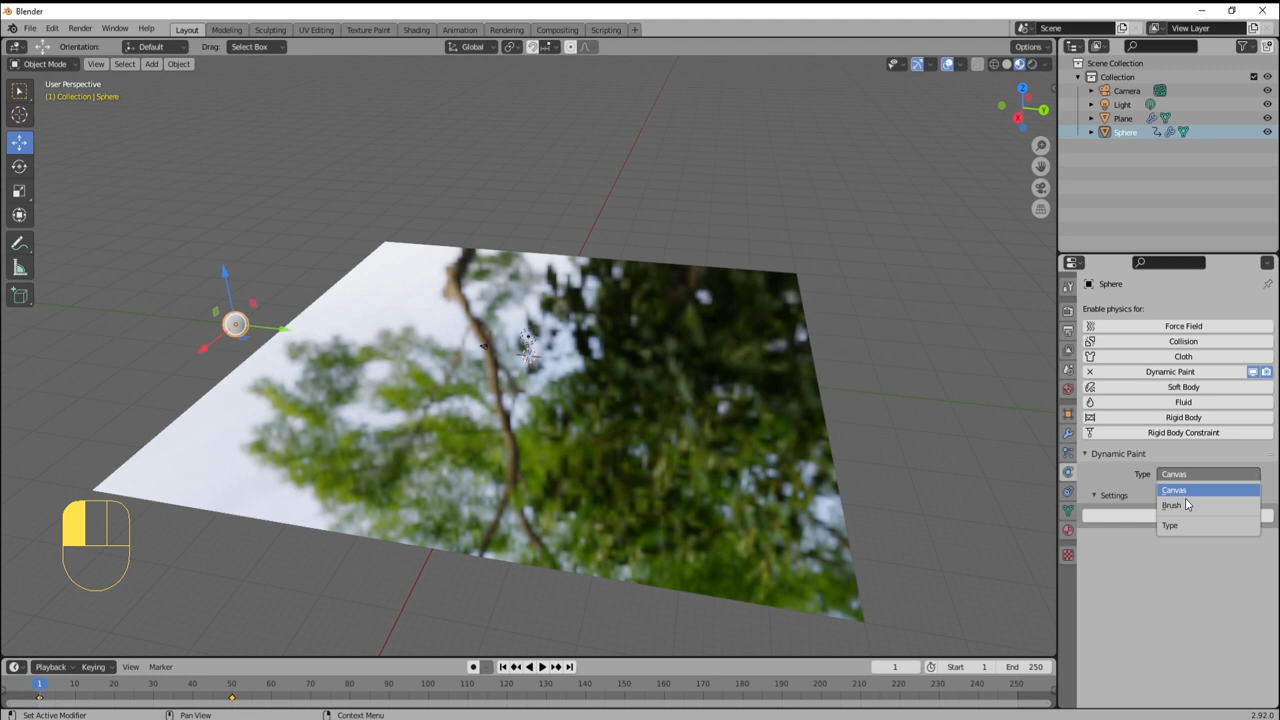 Blender
File Edit Render Window Help Layout Modeling Sculpting UV Editing Texture Paint Shading Animation Rendering Compositing Scripting + Scene View Layer
Orientation: Default Drag: Select Box Global Options
Object Mode View Select Add Object
User Perspective
(1) Collection | Sphere
Z
Y
X
Scene Collection
Collection
Camera
Light
Plane
Sphere
Sphere
Enable physics for:
Force Field
Collision
Cloth
Dynamic Paint
Soft Body
Fluid
Rigid Body
Rigid Body Constraint
Dynamic Paint
Type Canvas
Canvas
Settings
Brush
Type
Playback Keying View Marker 1 Start 1 End 250
1 10 20 30 40 50 60 70 80 90 100 110 120 130 140 150 160 170 180 190 200 210 220 230 240 250
Set Active Modifier Pan View Context Menu 2.92.0